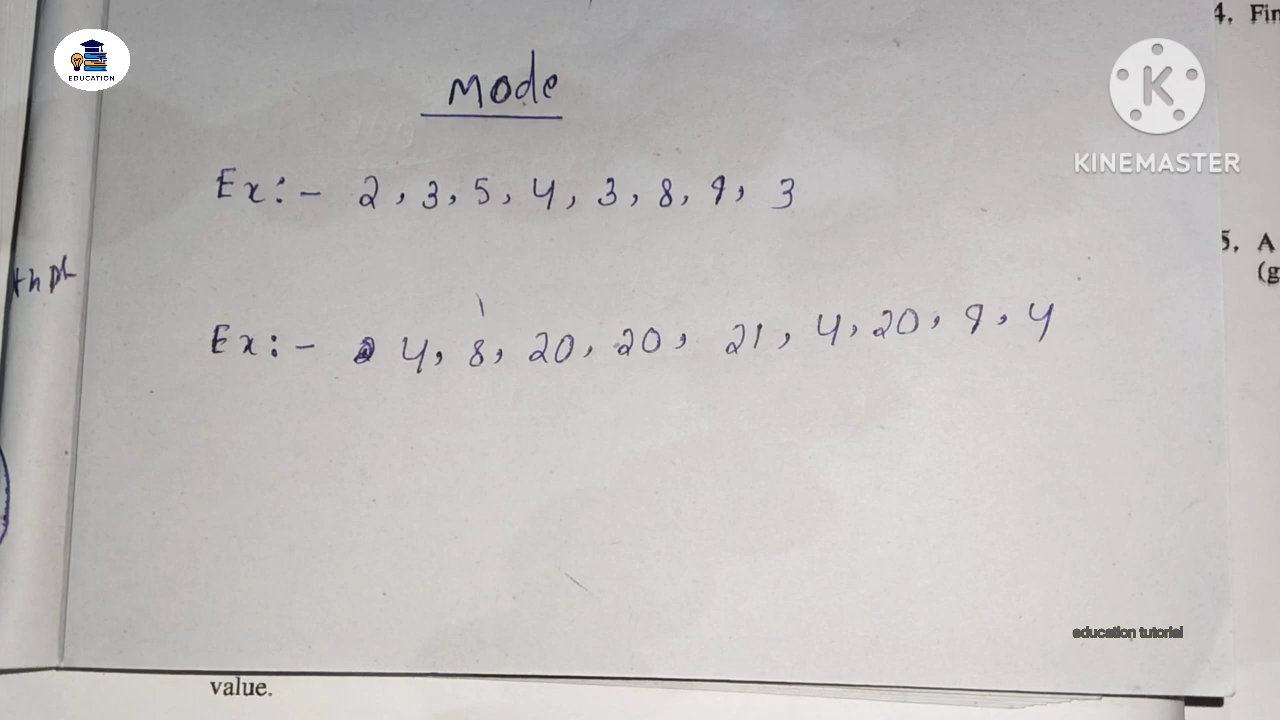 EDUCATION
4. Fin
Mode
KINEMASTER
Ex:- 2, 3, 5, 4, 3, 8, 9, 3
5. A
(g
Ex:- 4, 8, 20, 20, 21, 4, 20, 9, 4
education tutorial
value.